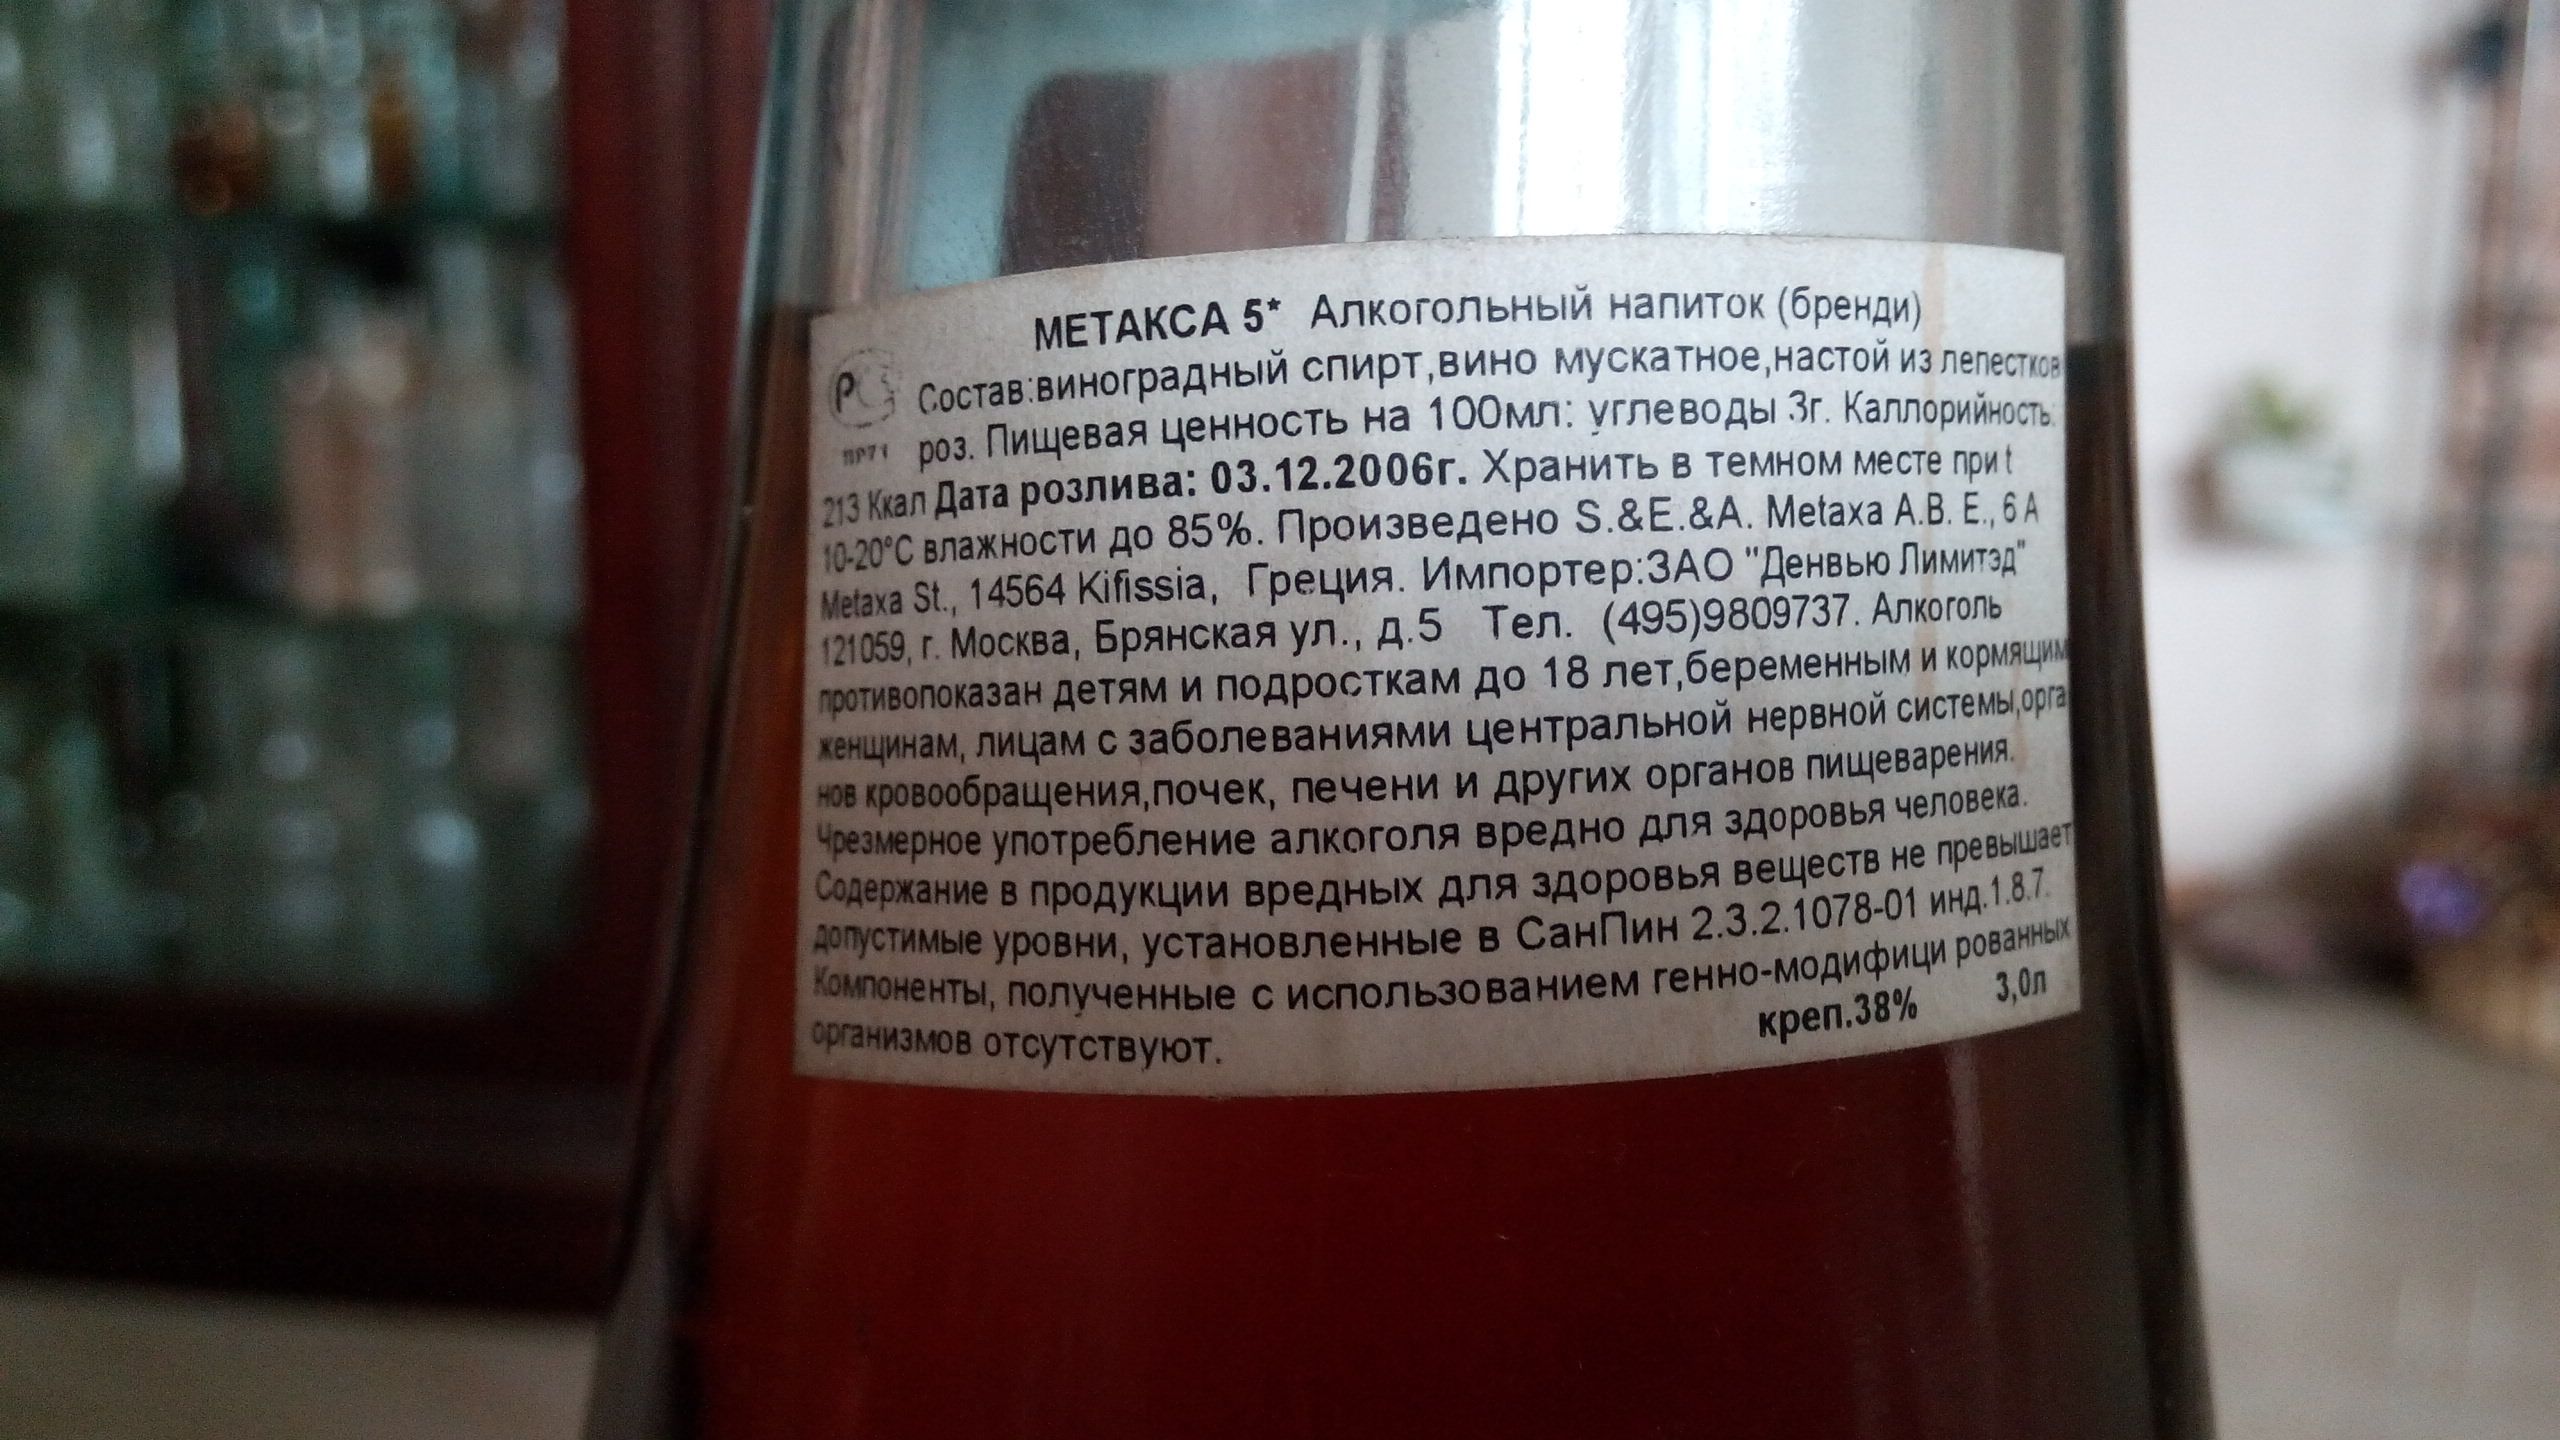 МЕТАКСА 5* Алкогольный напиток (бренди)
Состав:виноградный спирт,вино мускатное,настой из лепестков
роз. Пищевая ценность на 100мл: углеводы 3г. Каллорийность:
213 Ккал Дата розлива: 03.12.2006г. Хранить в темном месте при t
10-20°С влажности до 85%. Произведено S.&E.&A. Metaxa A.B. E., 6 A
Metaxa St., 14564 Kifissia, Греция. Импортер:ЗАО "Денвью Лимитэд"
121059, г. Москва, Брянская ул., д.5 Тел. (495)9809737. Алкоголь
противопоказан детям и подросткам до 18 лет,беременным и кормящим
женщинам, лицам с заболеваниями центральной нервной системы,орга
нов кровообращения,почек, печени и других органов пищеварения.
Чрезмерное употребление алкоголя вредно для здоровья человека.
Содержание в продукции вредных для здоровья веществ не превышает
допустимые уровни, установленные в СанПин 2.3.2.1078-01 инд.1.8.7.
Компоненты, полученные с использованием генно-модифици рованных
организмов отсутствуют. креп.38% 3,0л